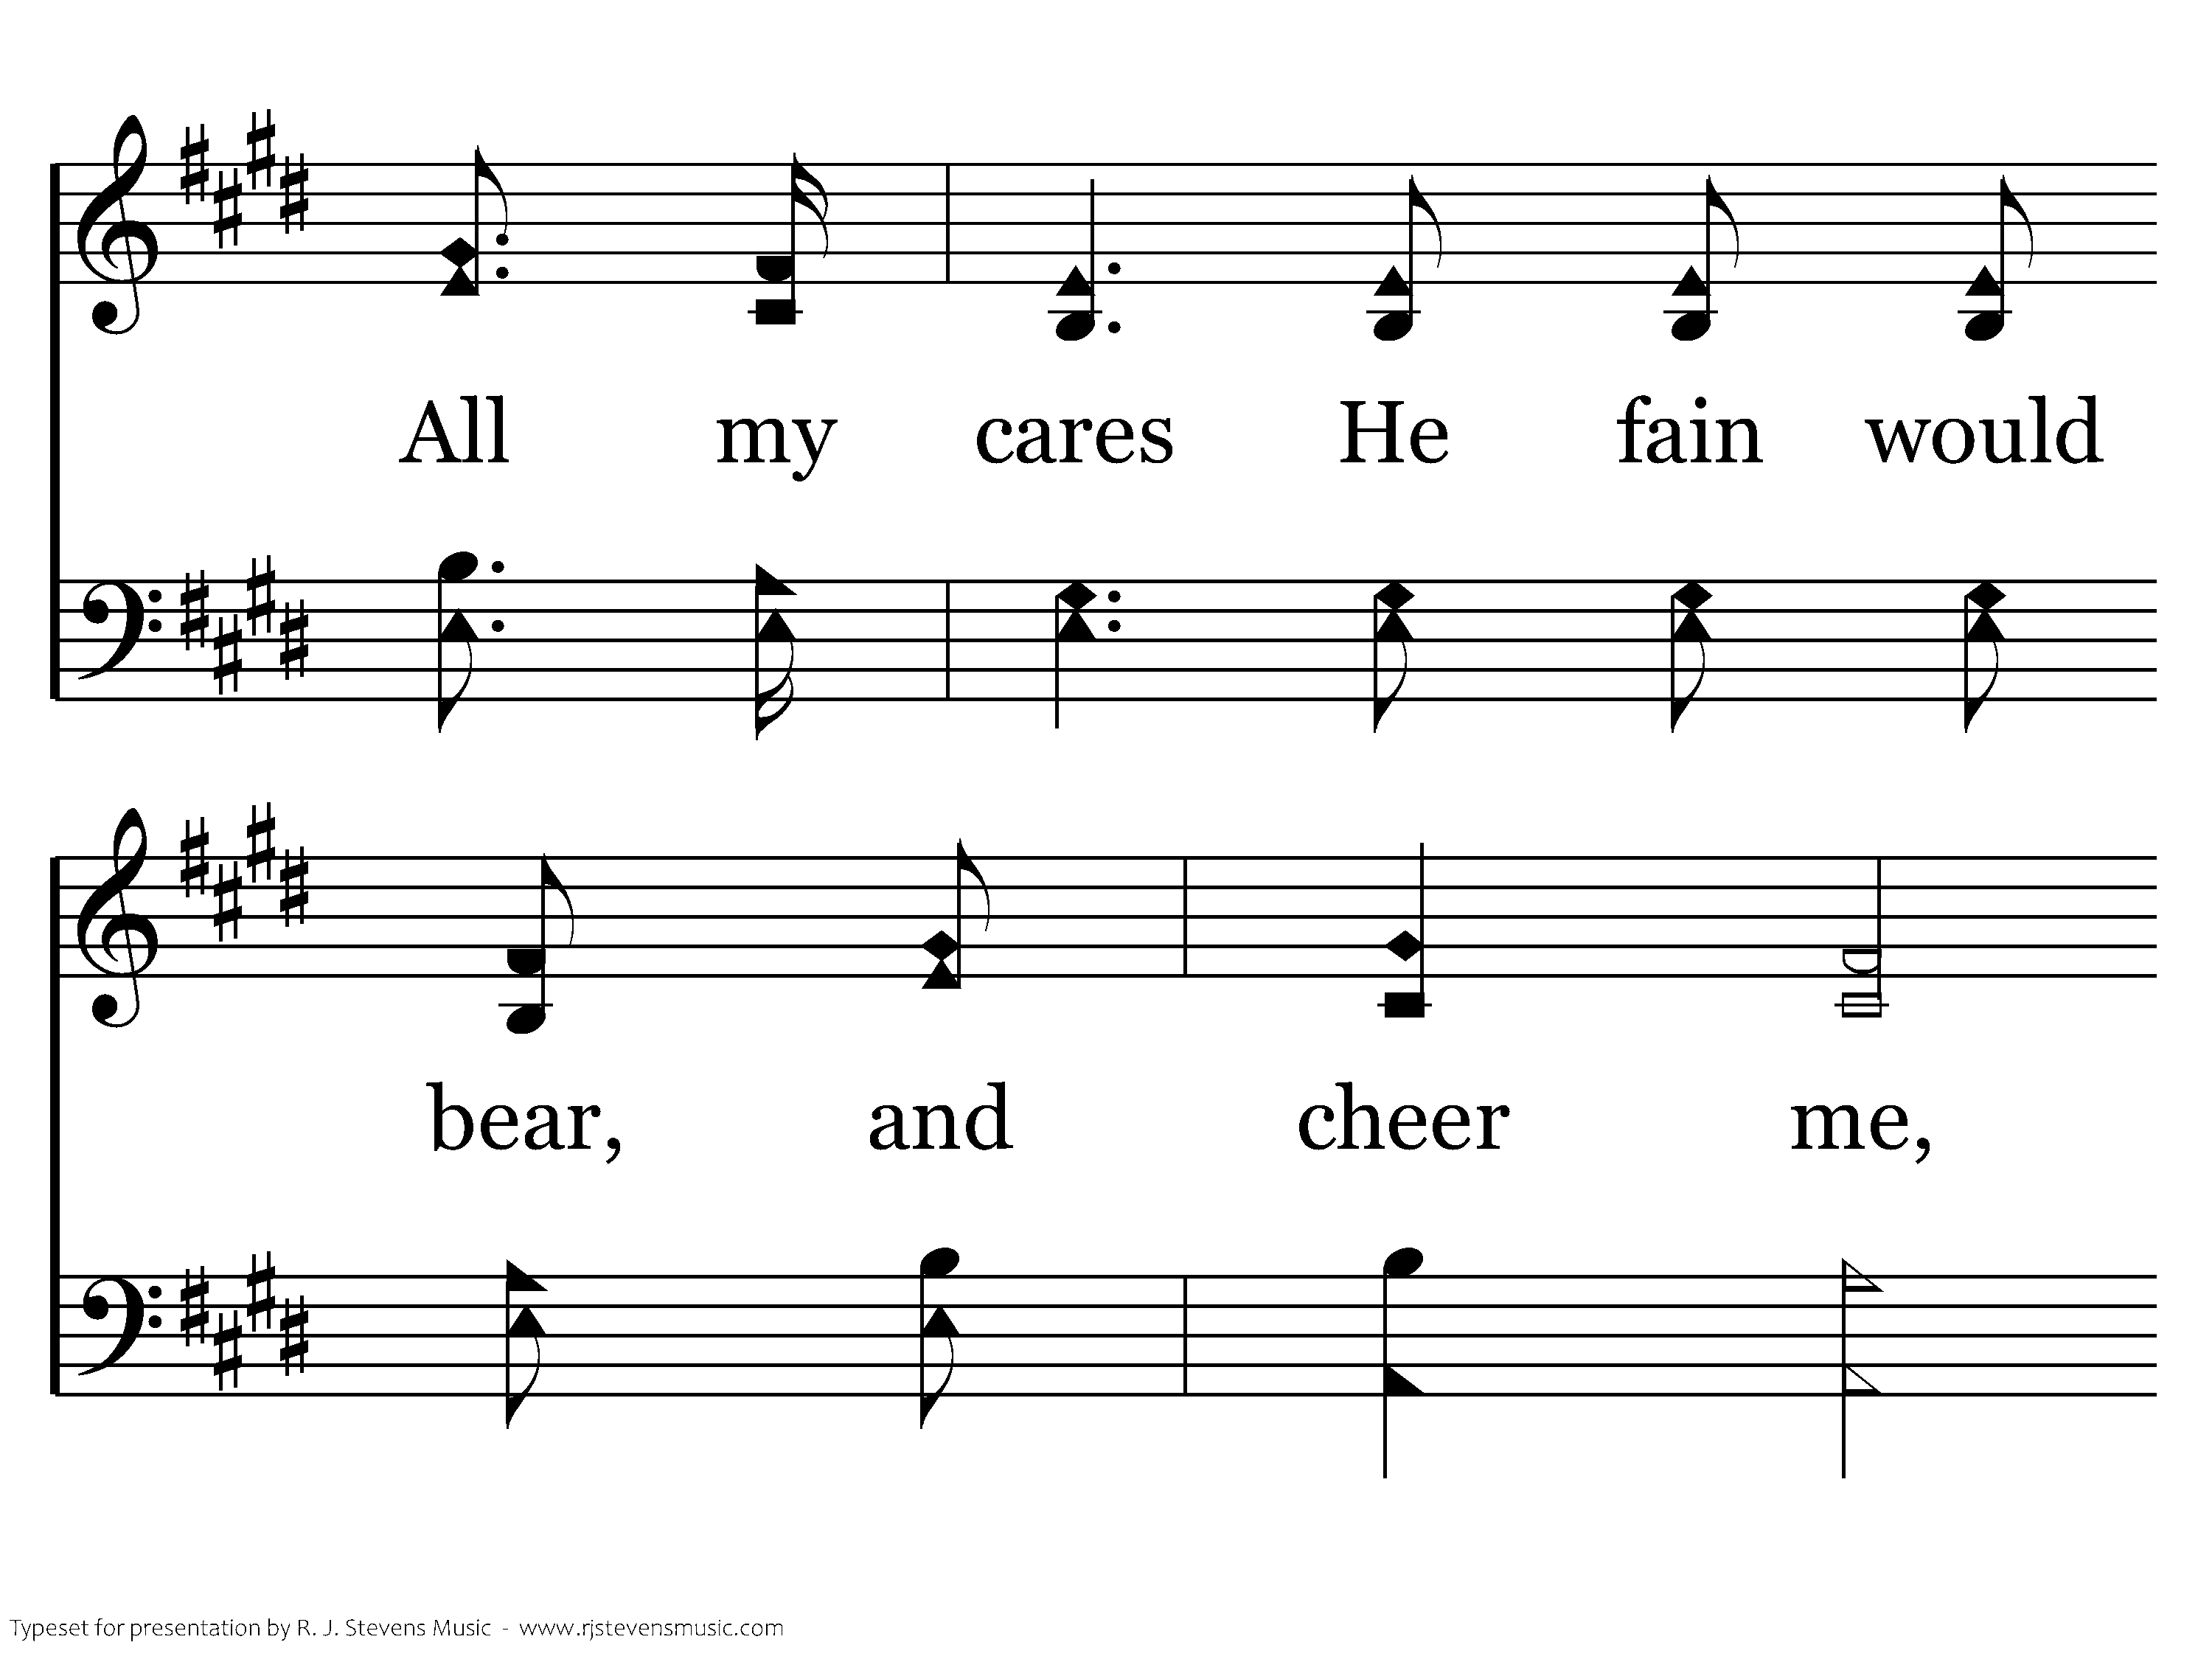 All my cares He fain would
bear, and cheer me,
Typeset for presentation by R. J. Stevens Music - www.rjstevensmusic.com